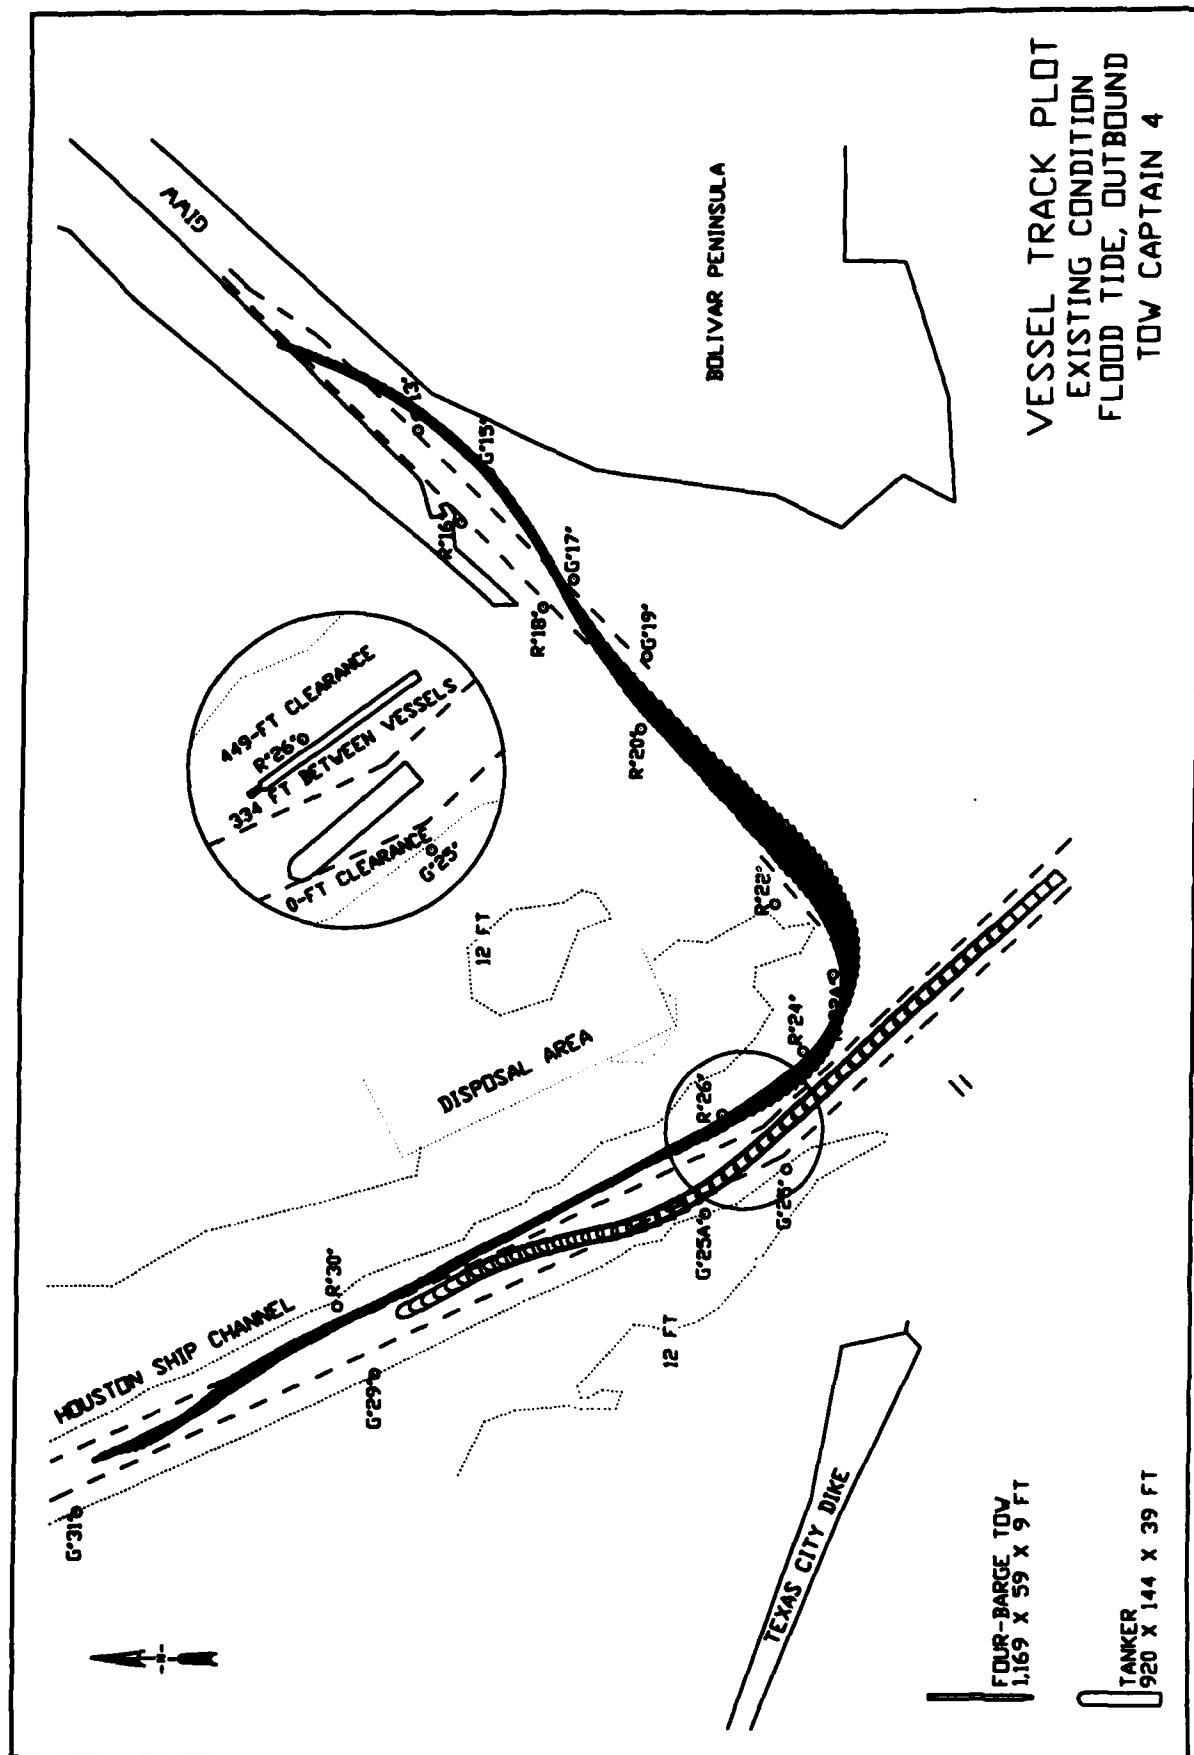 VESSEL TRACK PLOT
EXISTING CONDITION
FLOOD TIDE, OUTBOUND
TOW CAPTAIN 4
GIWW
BOLIVAR PENINSULA
G"15"
R"16"
G"17"
R"18"
G"19"
R"20"
449-FT CLEARANCE
R"26"
334 FT BETWEEN VESSELS
0-FT CLEARANCE
G"25"
12 FT
R"22"
DISPOSAL AREA
R"24"
R"26"
G"25A"
HOUSTON SHIP CHANNEL
R"30"
G"29"
G"31"
12 FT
TEXAS CITY DIKE
N
FOUR-BARGE TOW
1,169 X 59 X 9 FT
TANKER
920 X 144 X 39 FT